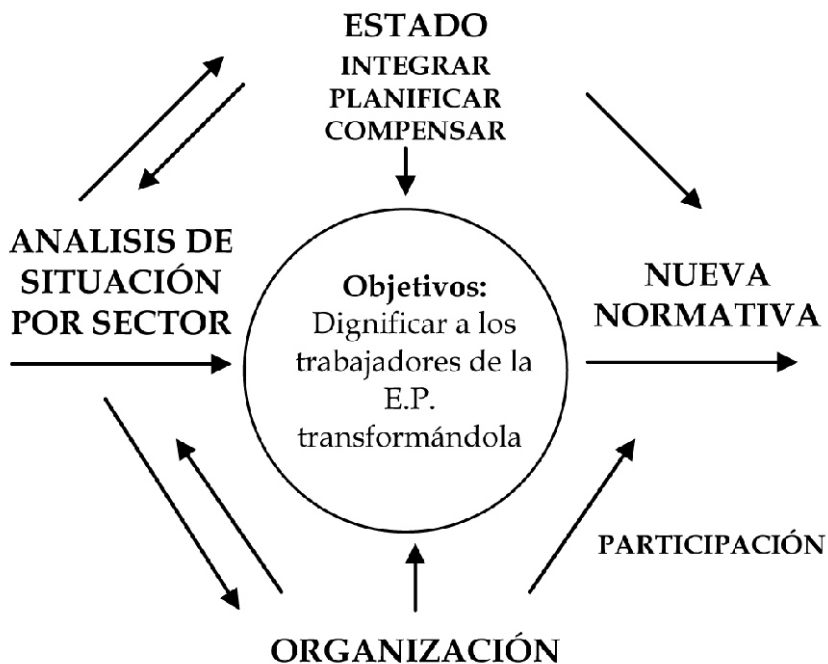 ESTADO
INTEGRAR
PLANIFICAR
COMPENSAR
ANALISIS DE
SITUACIÓN
POR SECTOR
Objetivos:
Dignificar a los
trabajadores de la
E.P.
transformándola
NUEVA
NORMATIVA
PARTICIPACIÓN
ORGANIZACIÓN